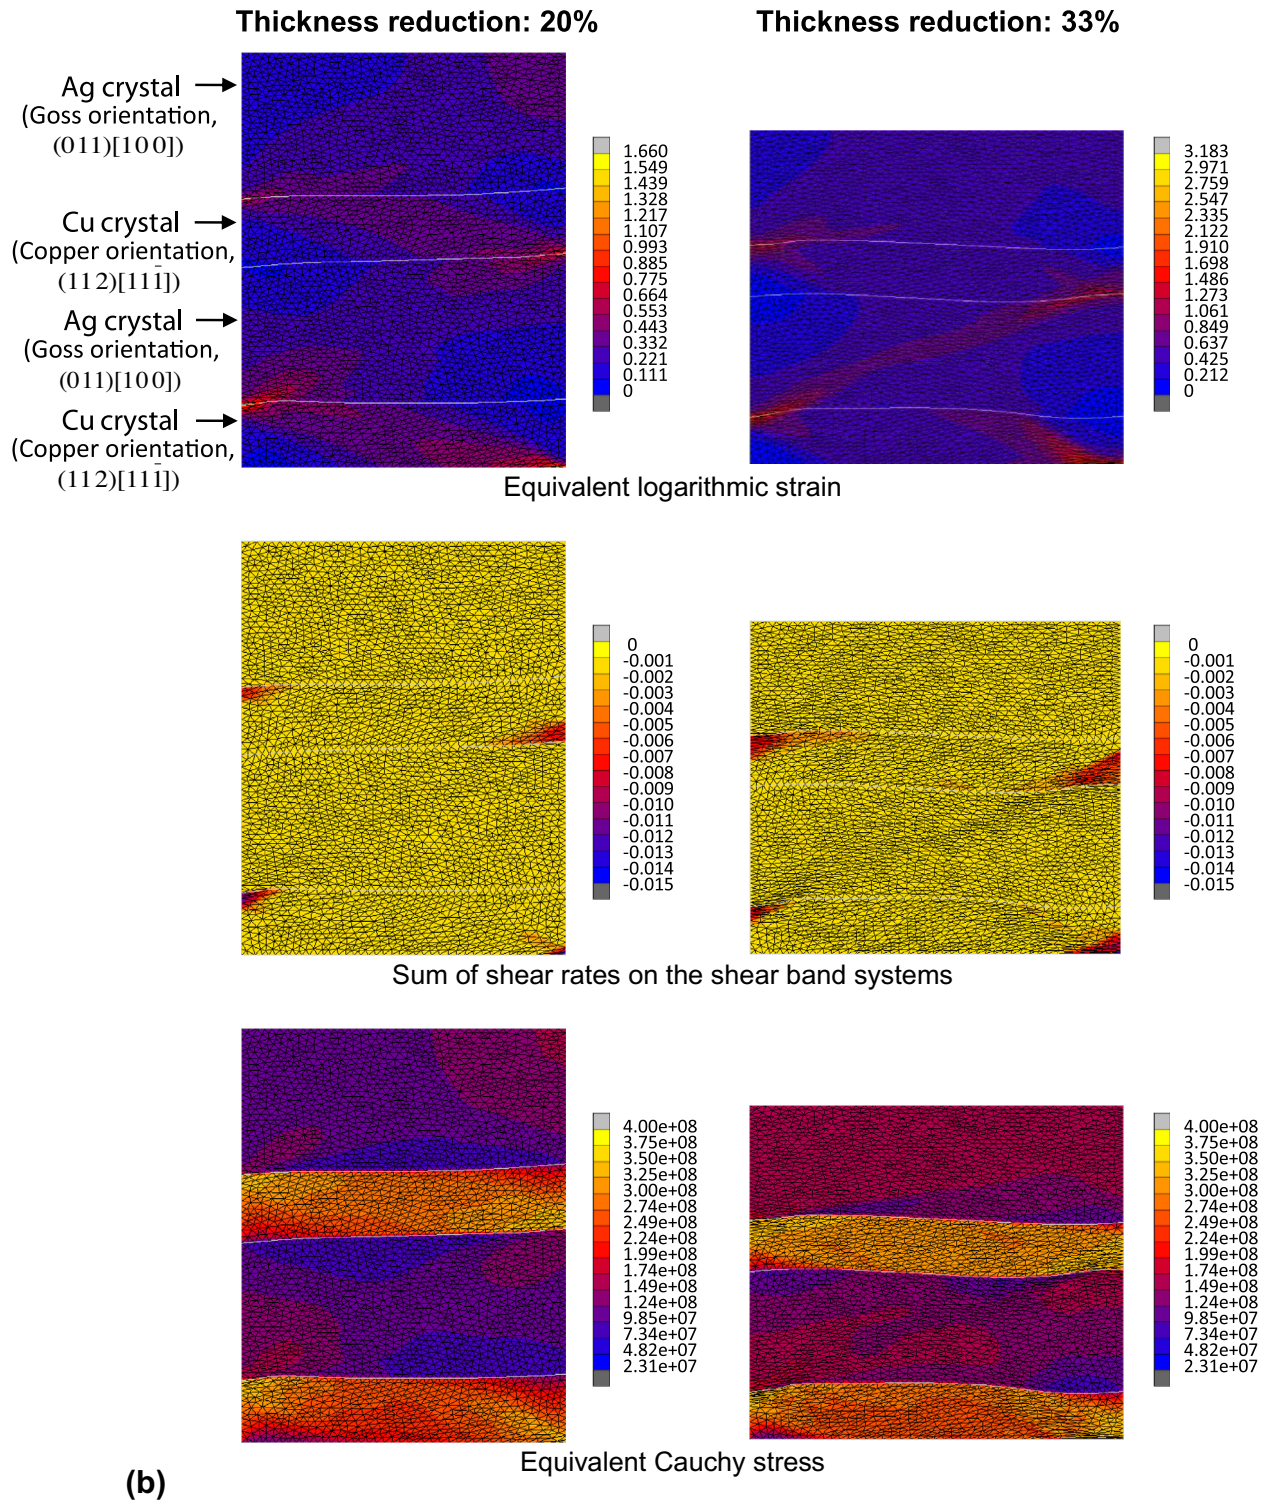 Thickness reduction: 20%
Thickness reduction: 33%
Ag crystal
(Goss orientation,
(011)[100])
Cu crystal
(Copper orientation,
(112)[111̄])
Ag crystal
(Goss orientation,
(011)[100])
Cu crystal
(Copper orientation,
(112)[111̄])
1.660
1.549
1.439
1.328
1.217
1.107
0.993
0.885
0.775
0.664
0.553
0.443
0.332
0.221
0.111
0
3.183
2.971
2.759
2.547
2.335
2.122
1.910
1.698
1.486
1.273
1.061
0.849
0.637
0.425
0.212
0
Equivalent logarithmic strain
0
-0.001
-0.002
-0.003
-0.004
-0.005
-0.006
-0.007
-0.008
-0.009
-0.010
-0.011
-0.012
-0.013
-0.014
-0.015
0
-0.001
-0.002
-0.003
-0.004
-0.005
-0.006
-0.007
-0.008
-0.009
-0.010
-0.011
-0.012
-0.013
-0.014
-0.015
Sum of shear rates on the shear band systems
4.00e+08
3.75e+08
3.50e+08
3.25e+08
3.00e+08
2.74e+08
2.49e+08
2.24e+08
1.99e+08
1.74e+08
1.49e+08
1.24e+08
9.85e+07
7.34e+07
4.82e+07
2.31e+07
4.00e+08
3.75e+08
3.50e+08
3.25e+08
3.00e+08
2.74e+08
2.49e+08
2.24e+08
1.99e+08
1.74e+08
1.49e+08
1.24e+08
9.85e+07
7.34e+07
4.82e+07
2.31e+07
Equivalent Cauchy stress
(b)